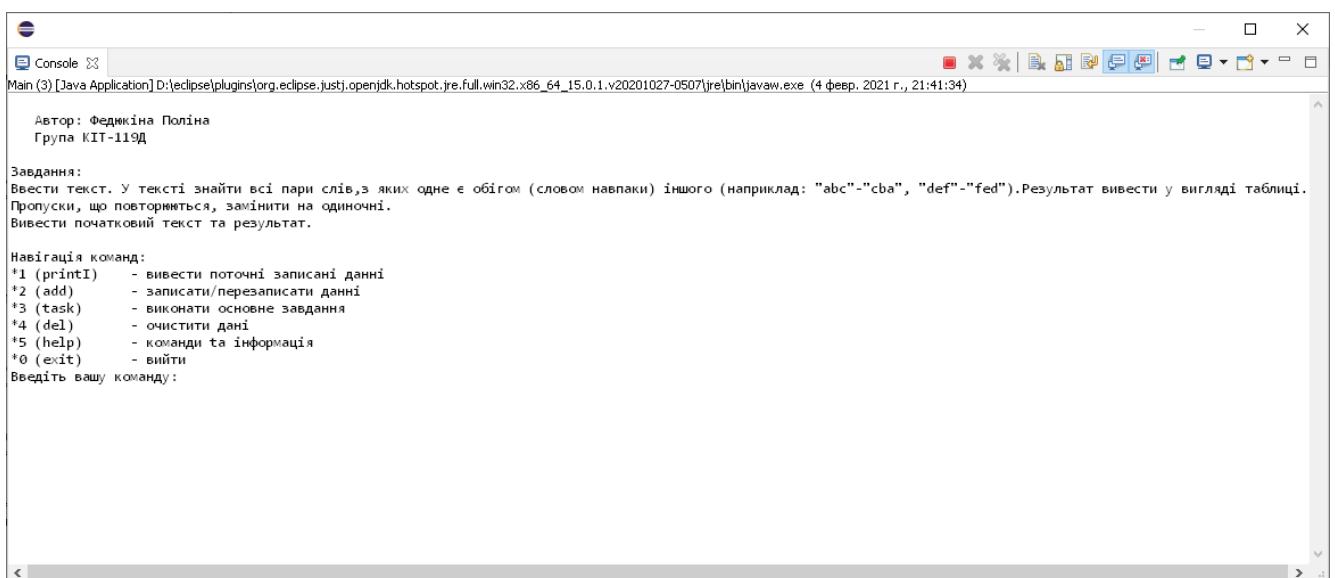 Console
Main (3) [Java Application] D:\eclipse\plugins\org.eclipse.justj.openjdk.hotspot.jre.full.win32.x86_64_15.0.1.v20201027-0507\jre\bin\javaw.exe (4 февр. 2021 г., 21:41:34)
Автор: Федюкіна Поліна
Група КІТ-119Д
Завдання:
Ввести текст. У тексті знайти всі пари слів,з яких одне є обігом (словом навпаки) іншого (наприклад: "abc"-"cba", "def"-"fed").Результат вивести у вигляді таблиці.
Пропуски, що повторюються, замінити на одиночні.
Вивести початковий текст та результат.
Навігація команд:
*1 (printI) - вивести поточні записані данні
*2 (add) - записати/перезаписати данні
*3 (task) - виконати основне завдання
*4 (del) - очистити дані
*5 (help) - команди та інформація
*0 (exit) - вийти
Введіть вашу команду: